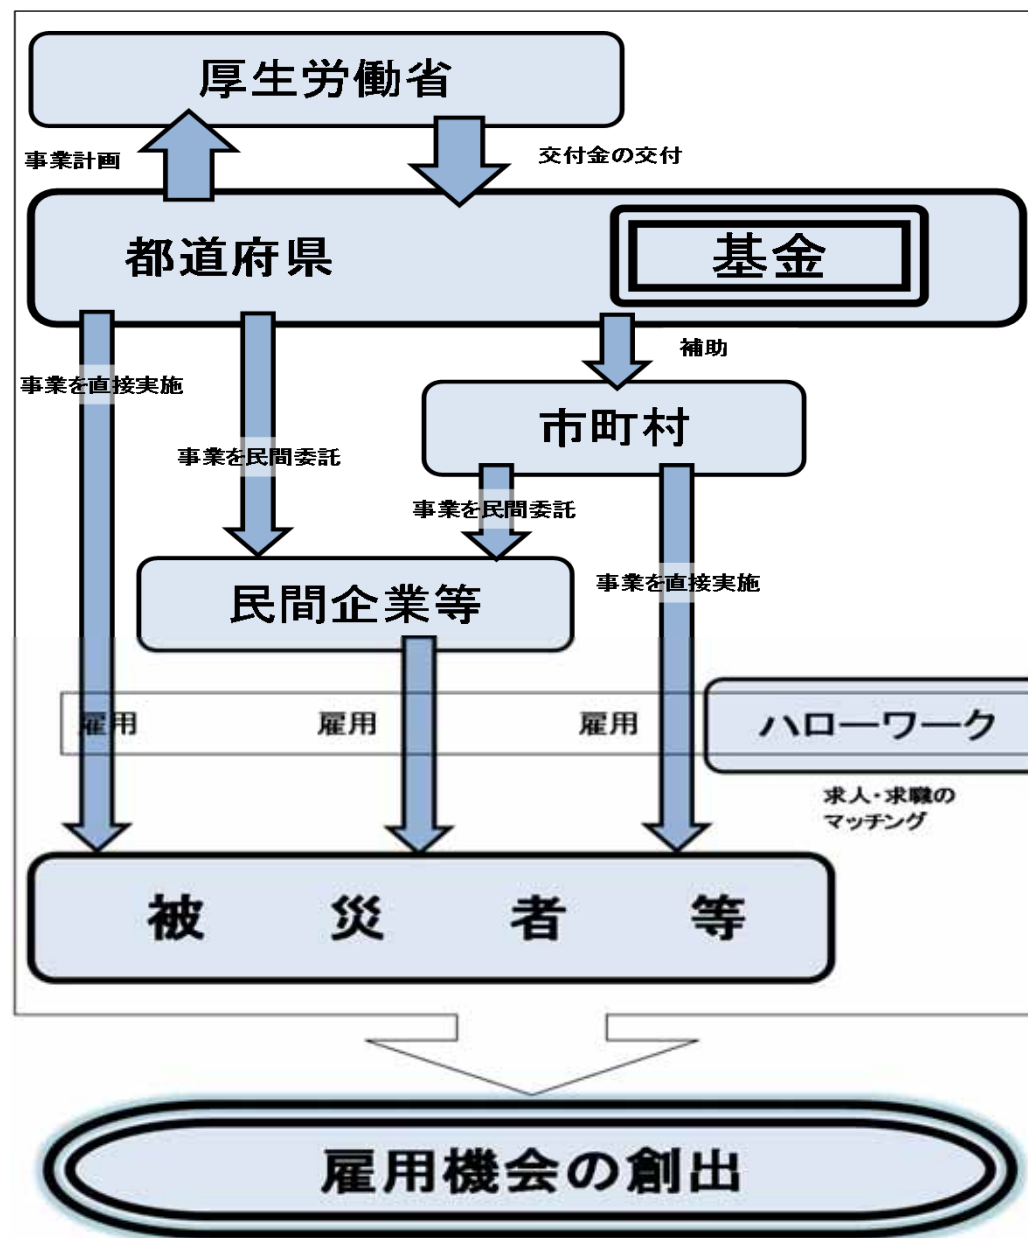 厚生労働省
事業計画
交付金の交付
都道府県
基金
補助
事業を直接実施
市町村
事業を民間委託
事業を民間委託
民間企業等
事業を直接実施
雇用
雇用
雇用
ハローワーク
求人・求職の
マッチング
被災者等
雇用機会の創出